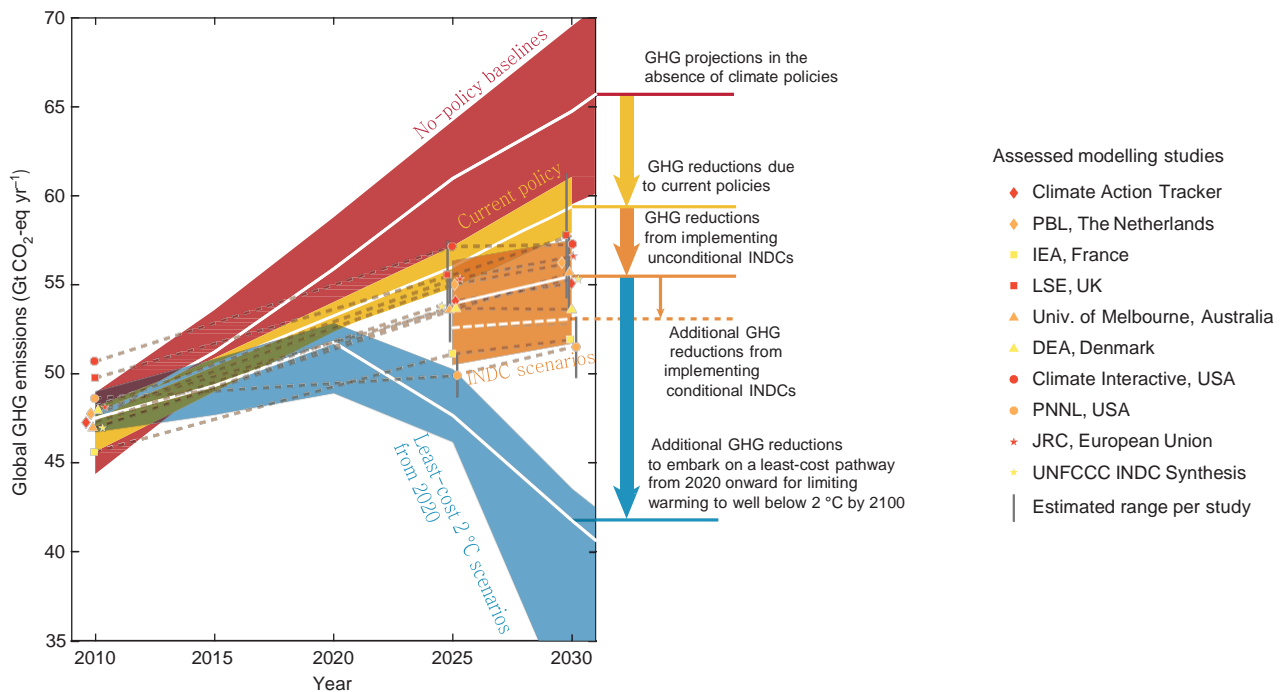 70
65
60
55
50
45
40
35
Global GHG emissions (Gt CO₂-eq yr⁻¹)
2010
2015
2020
2025
2030
Year
No-policy baselines
Current policy
INDC scenarios
Least-cost 2 °C scenarios
from 2020
GHG projections in the
absence of climate policies
GHG reductions due
to current policies
GHG reductions
from implementing
unconditional INDCs
Additional GHG
reductions from
implementing
conditional INDCs
Additional GHG reductions
to embark on a least-cost pathway
from 2020 onward for limiting
warming to well below 2 °C by 2100
Assessed modelling studies
Climate Action Tracker
PBL, The Netherlands
IEA, France
LSE, UK
Univ. of Melbourne, Australia
DEA, Denmark
Climate Interactive, USA
PNNL, USA
JRC, European Union
UNFCCC INDC Synthesis
Estimated range per study